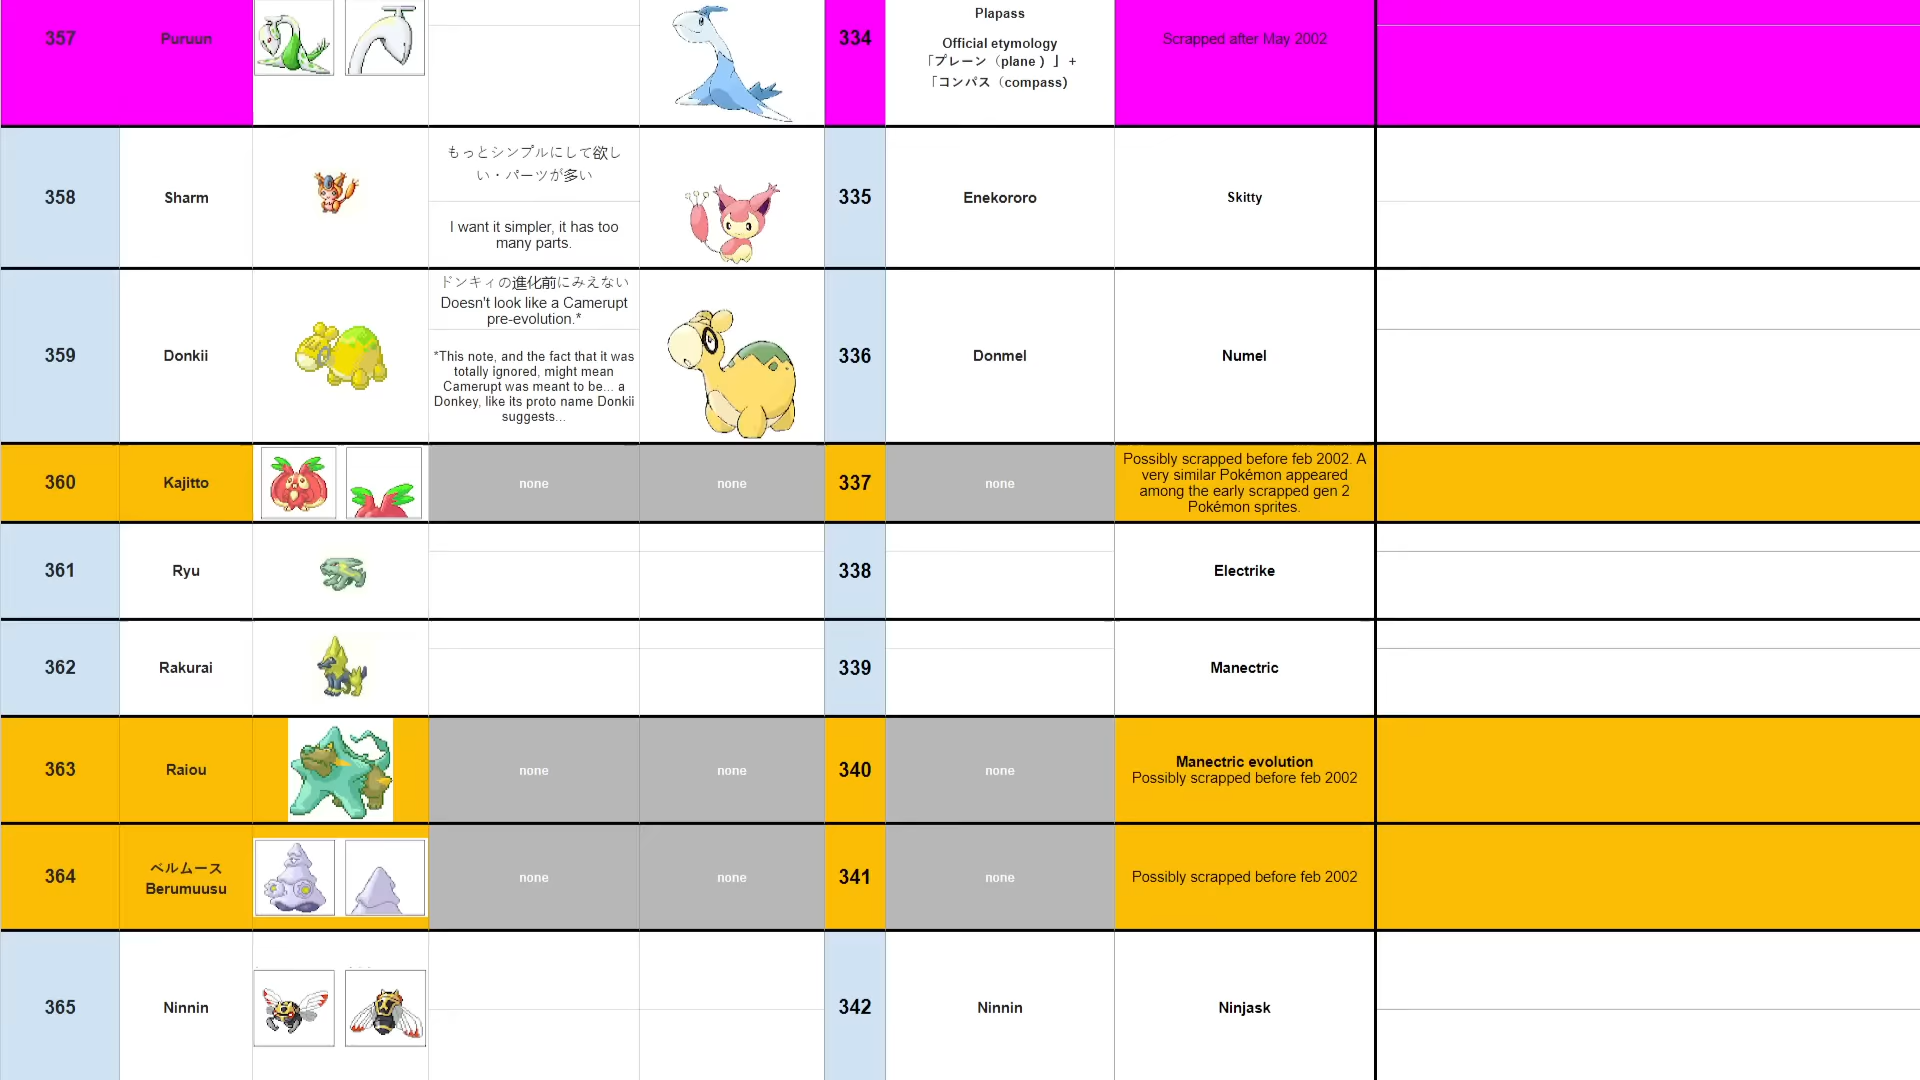 357
Puruun
334
Plapass
Official etymology
「プレーン（plane ）」 +
「コンパス（compass)
Scrapped after May 2002
358
Sharm
もっとシンプルにして欲し
い・パーツが多い
I want it simpler, it has too
many parts.
335
Enekororo
Skitty
359
Donkii
ドンキィの進化前にみえない
Doesn't look like a Camerupt
pre-evolution.*
*This note, and the fact that it was
totally ignored, might mean
Camerupt was meant to be... a
Donkey, like its proto name Donkii
suggests...
336
Donmel
Numel
360
Kajitto
none
none
337
none
Possibly scrapped before feb 2002. A
very similar Pokémon appeared
among the early scrapped gen 2
Pokémon sprites.
361
Ryu
338
Electrike
362
Rakurai
339
Manectric
363
Raiou
none
none
340
none
Manectric evolution
Possibly scrapped before feb 2002
364
ベルムース
Berumuusu
none
none
341
none
Possibly scrapped before feb 2002
365
Ninnin
342
Ninnin
Ninjask